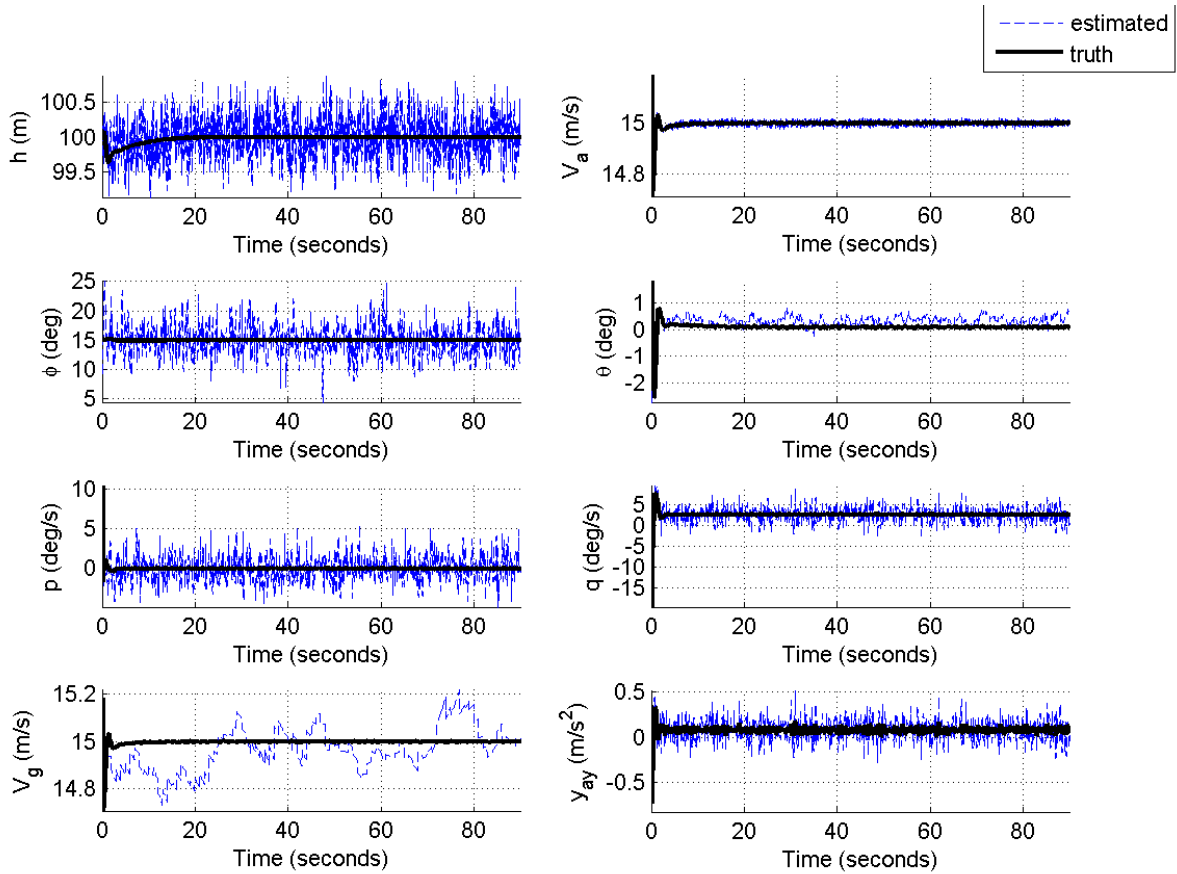 estimated
truth
h (m)
100.5
100
99.5
0 20 40 60 80
Time (seconds)
V_a (m/s)
15
14.8
0 20 40 60 80
Time (seconds)
ϕ (deg)
25
20
15
10
5
0 20 40 60 80
Time (seconds)
θ (deg)
1
0
-1
-2
0 20 40 60 80
Time (seconds)
p (deg/s)
10
5
0
0 20 40 60 80
Time (seconds)
q (deg/s)
5
0
-5
-10
-15
0 20 40 60 80
Time (seconds)
V_g (m/s)
15.2
15
14.8
0 20 40 60 80
Time (seconds)
y_ay (m/s²)
0.5
0
-0.5
0 20 40 60 80
Time (seconds)